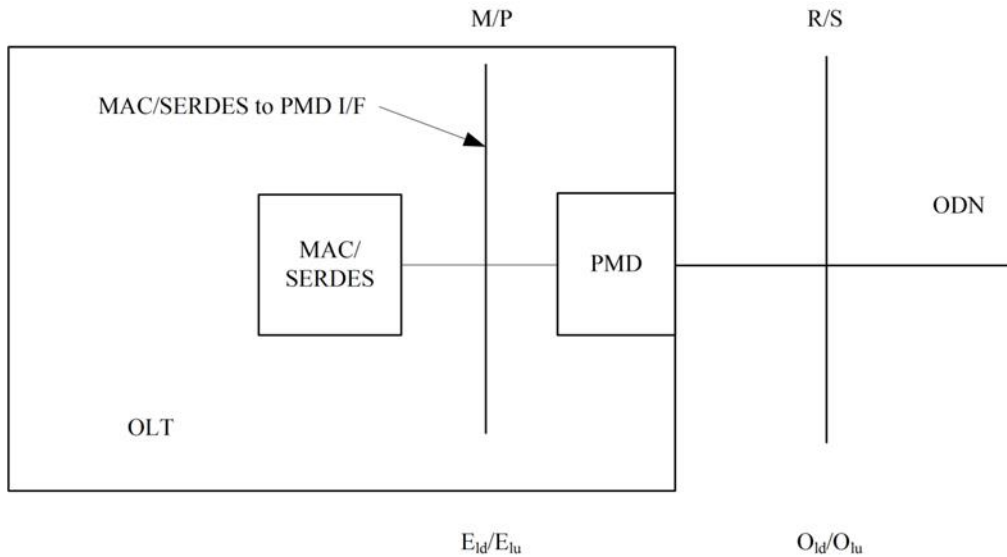 M/P
R/S
MAC/SERDES to PMD I/F
ODN
MAC/
SERDES
PMD
OLT
Eld/Elu
Old/Olu